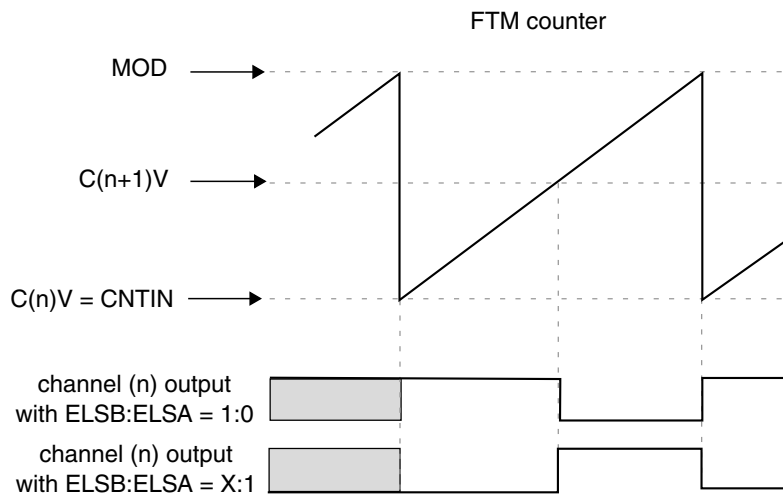 FTM counter
MOD
C(n+1)V
C(n)V = CNTIN
channel (n) output
with ELSB:ELSA = 1:0
channel (n) output
with ELSB:ELSA = X:1